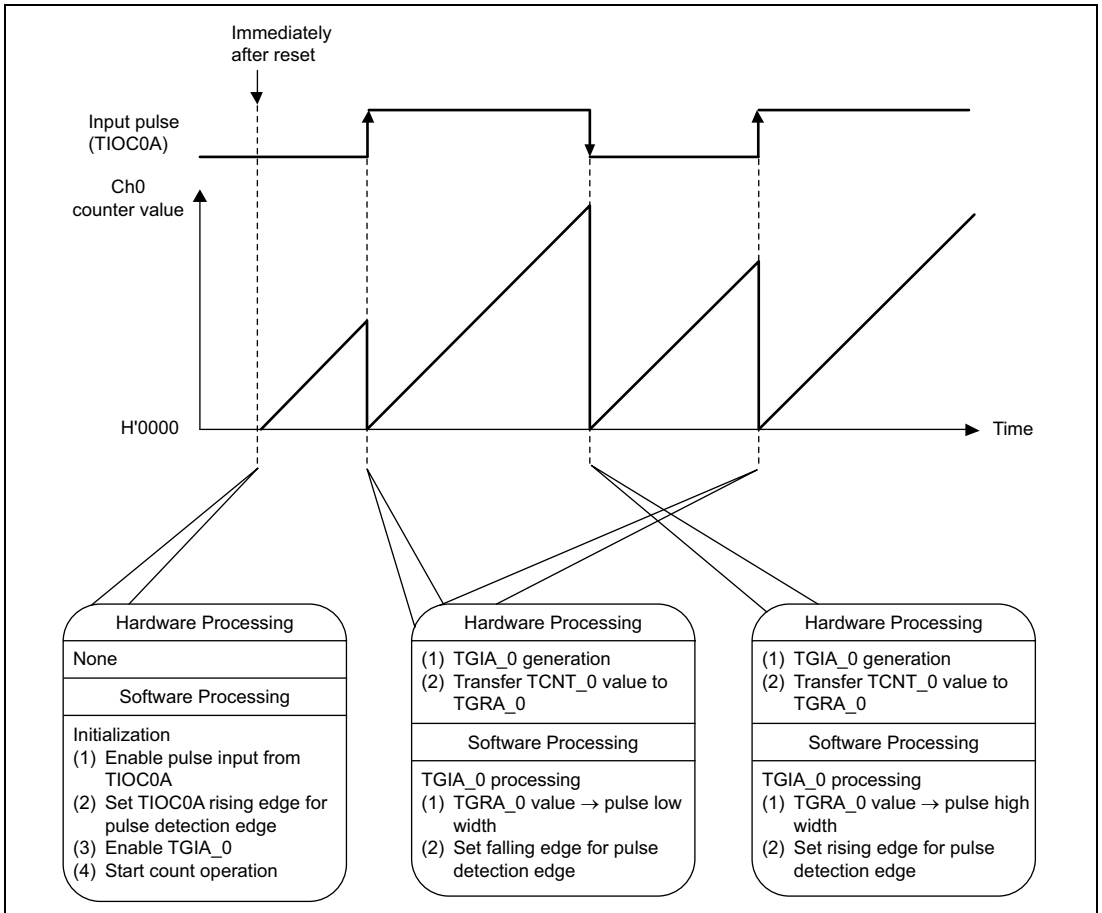 Immediately
after reset
Input pulse
(TIOC0A)
Ch0
counter value
H'0000
Time
Hardware Processing
None
Software Processing
Initialization
(1) Enable pulse input from
TIOC0A
(2) Set TIOC0A rising edge for
pulse detection edge
(3) Enable TGIA_0
(4) Start count operation
Hardware Processing
(1) TGIA_0 generation
(2) Transfer TCNT_0 value to
TGRA_0
Software Processing
TGIA_0 processing
(1) TGRA_0 value → pulse low
width
(2) Set falling edge for pulse
detection edge
Hardware Processing
(1) TGIA_0 generation
(2) Transfer TCNT_0 value to
TGRA_0
Software Processing
TGIA_0 processing
(1) TGRA_0 value → pulse high
width
(2) Set rising edge for pulse
detection edge